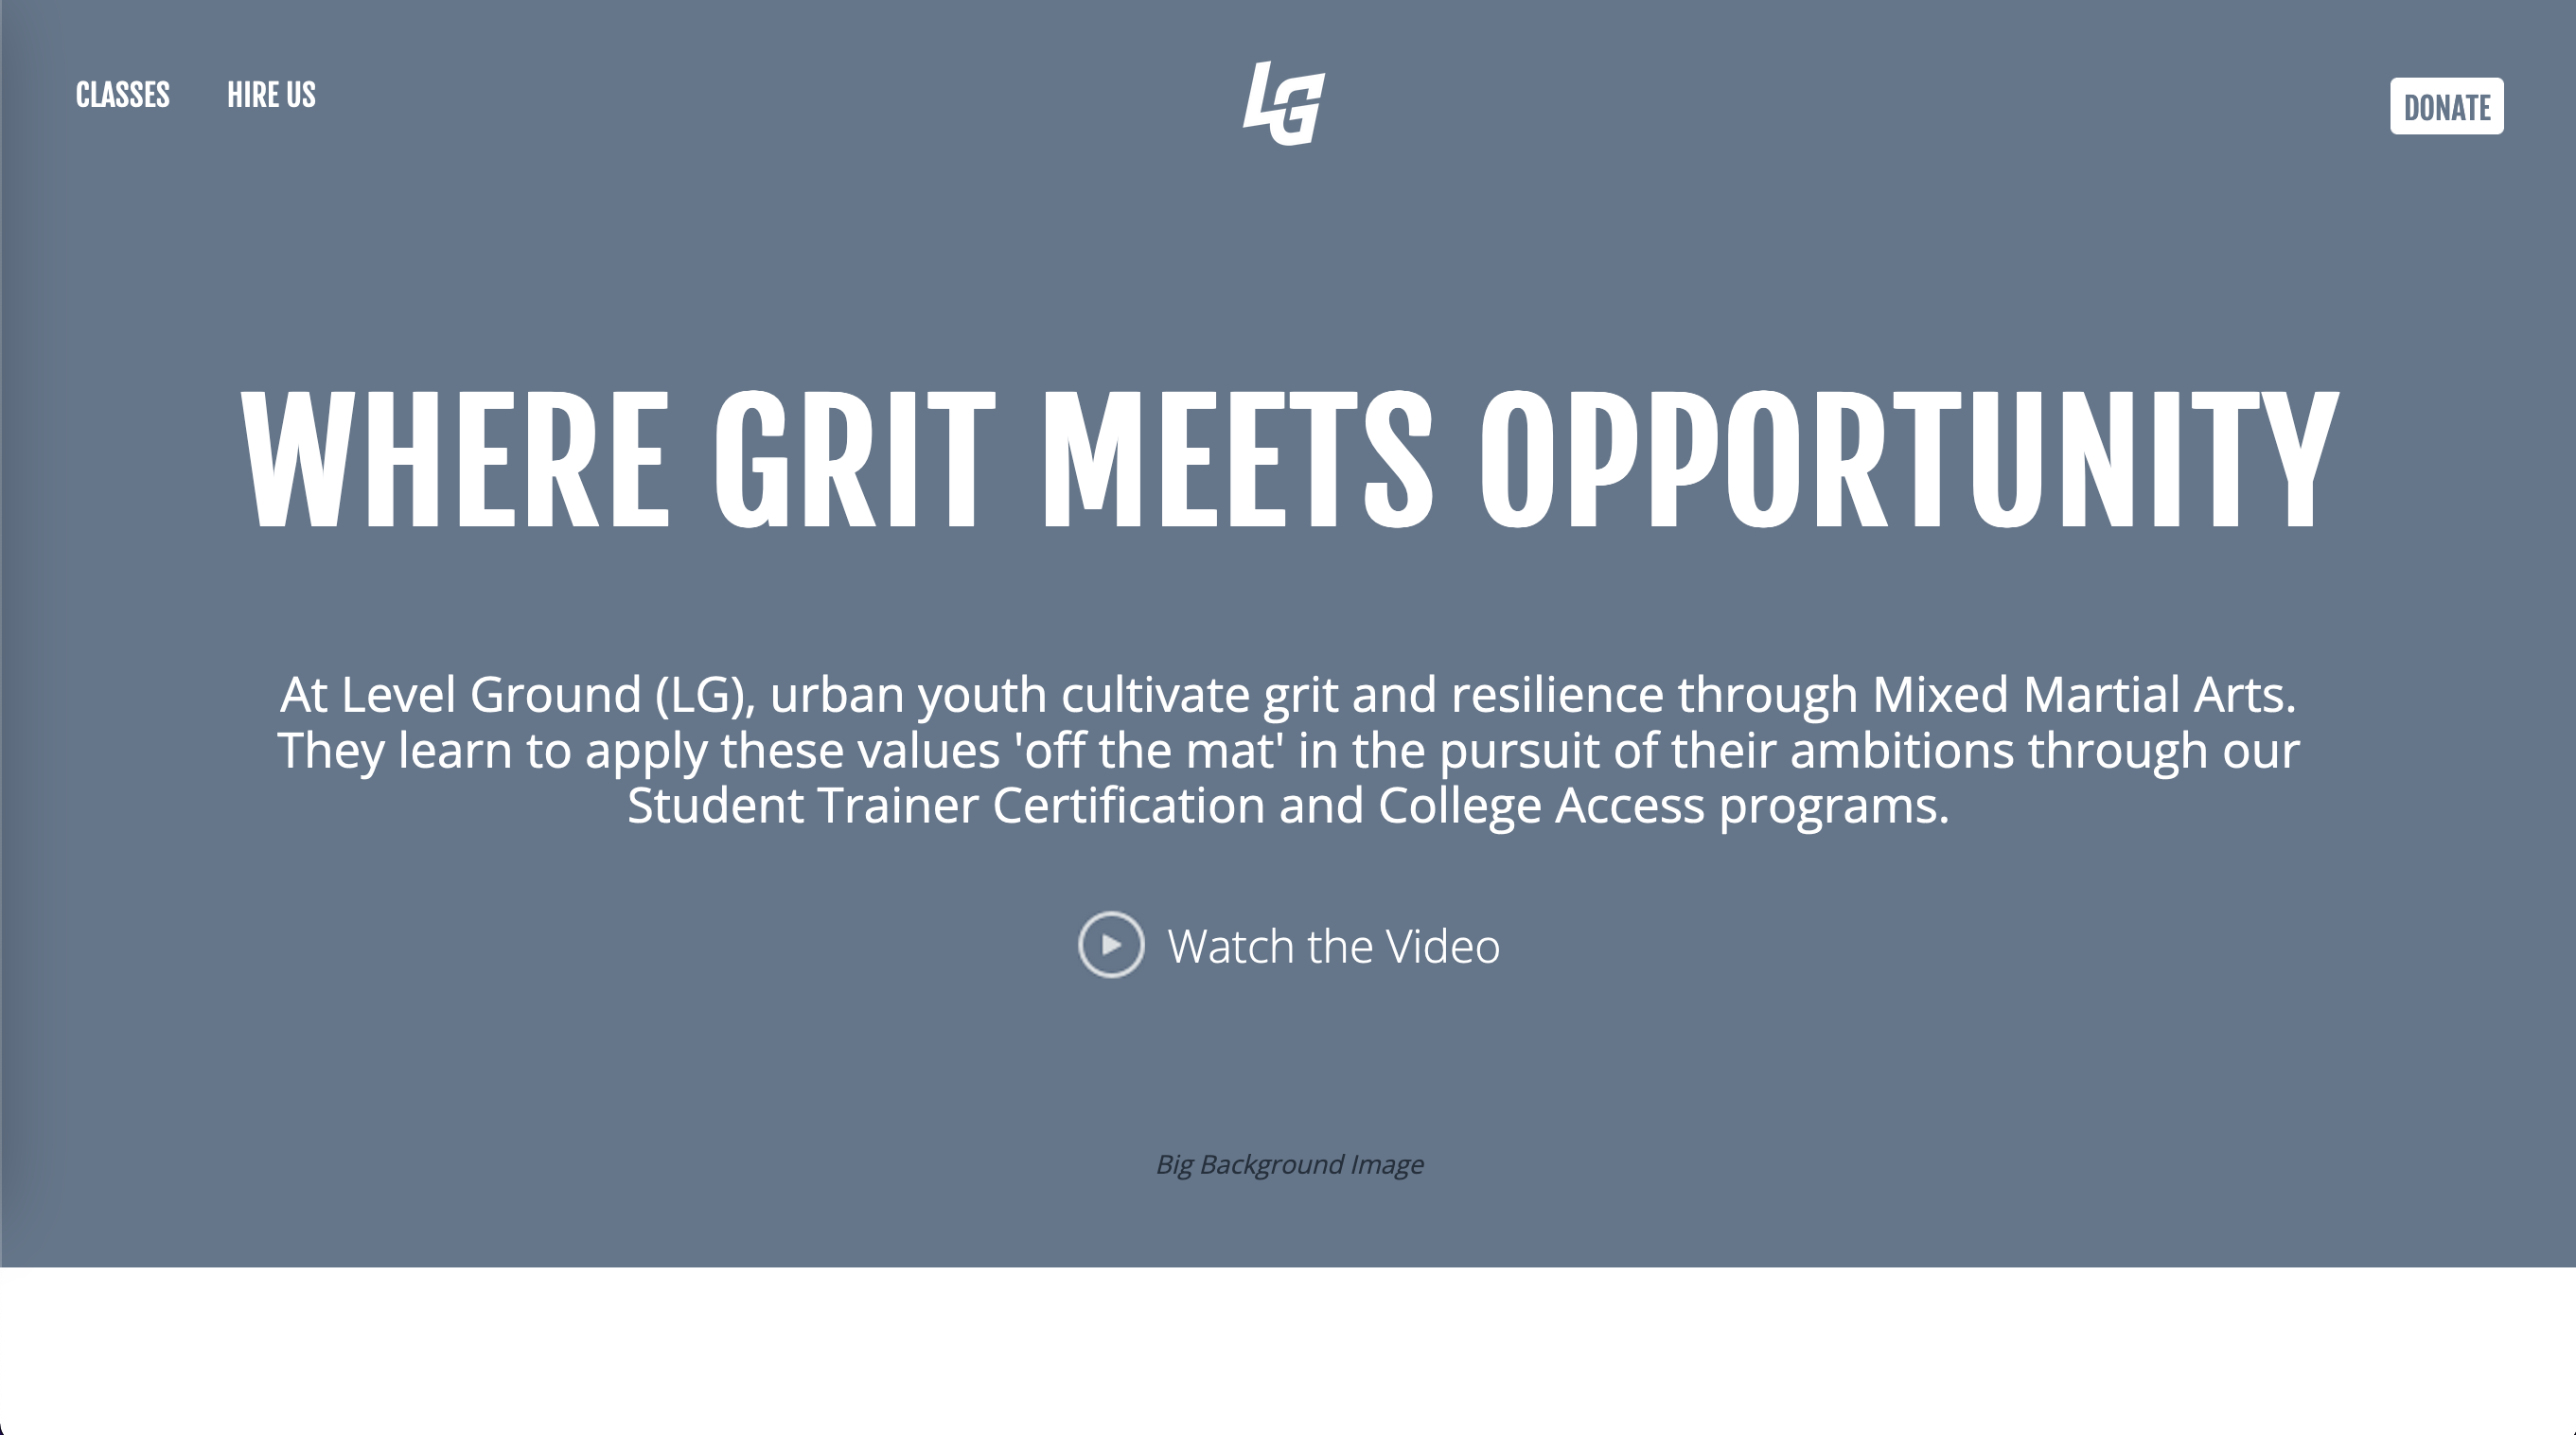 CLASSES
HIRE US
LG
DONATE
WHERE GRIT MEETS OPPORTUNITY
At Level Ground (LG), urban youth cultivate grit and resilience through Mixed Martial Arts.
They learn to apply these values 'off the mat' in the pursuit of their ambitions through our
Student Trainer Certification and College Access programs.
Watch the Video
Big Background Image